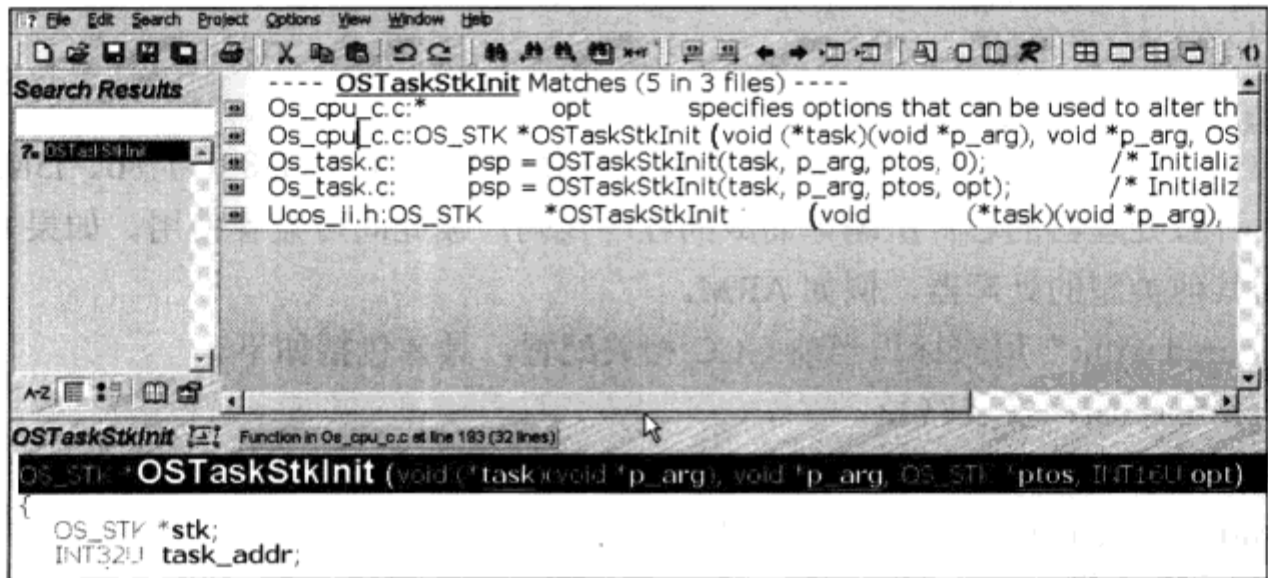 ? File Edit Search Project Options View Window Help
Search Results
---- OSTaskStkInit Matches (5 in 3 files) ----
Os_cpu_c.c:* opt specifies options that can be used to alter th
Os_cpu_c.c:OS_STK *OSTaskStkInit (void (*task)(void *p_arg), void *p_arg, OS
Os_task.c: psp = OSTaskStkInit(task, p_arg, ptos, 0); /* Initializ
Os_task.c: psp = OSTaskStkInit(task, p_arg, ptos, opt); /* Initializ
Ucos_ii.h:OS_STK *OSTaskStkInit (void (*task)(void *p_arg),
OSTaskStkInit
A-Z
OSTaskStkInit Function in Os_cpu_c.c at line 193 (32 lines)
OS_STK *OSTaskStkInit (void (*task)(void *p_arg), void *p_arg, OS_STK *ptos, INT16U opt)
{
OS_STK *stk;
INT32U task_addr;